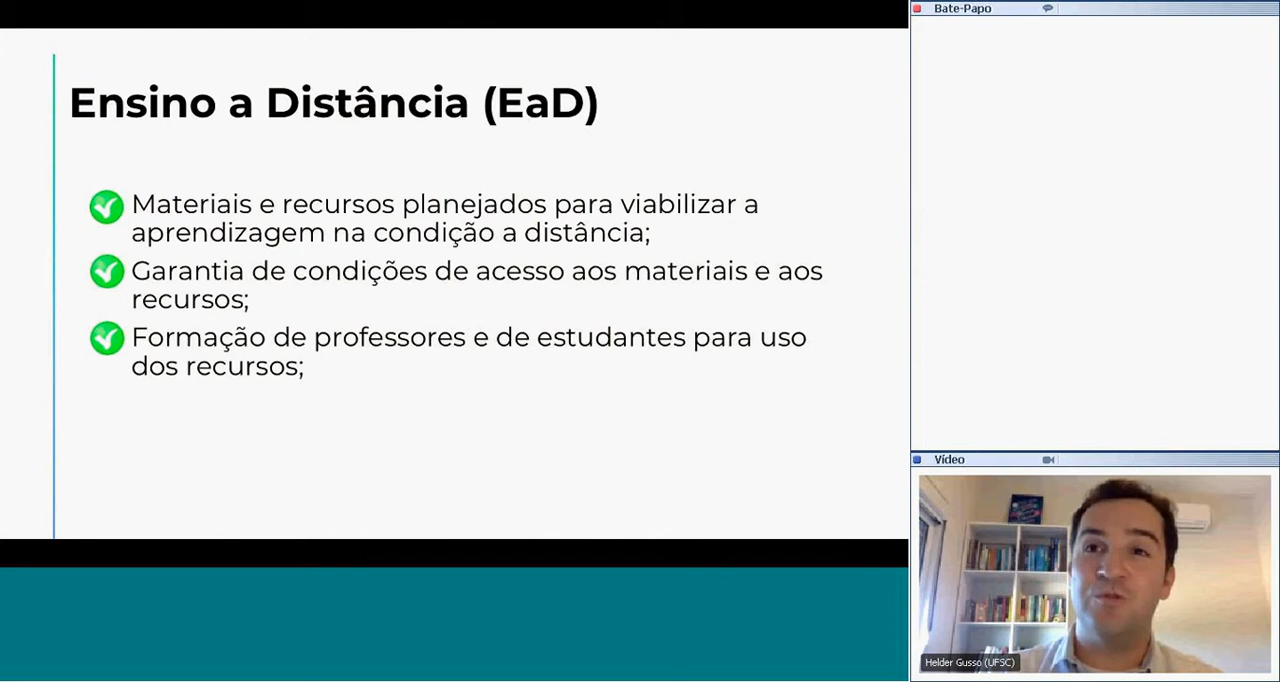 Ensino a Distância (EaD)
Materiais e recursos planejados para viabilizar a
aprendizagem na condição a distância;
Garantia de condições de acesso aos materiais e aos
recursos;
Formação de professores e de estudantes para uso
dos recursos;
Bate-Papo
Vídeo
Helder Gusso (UFSC)